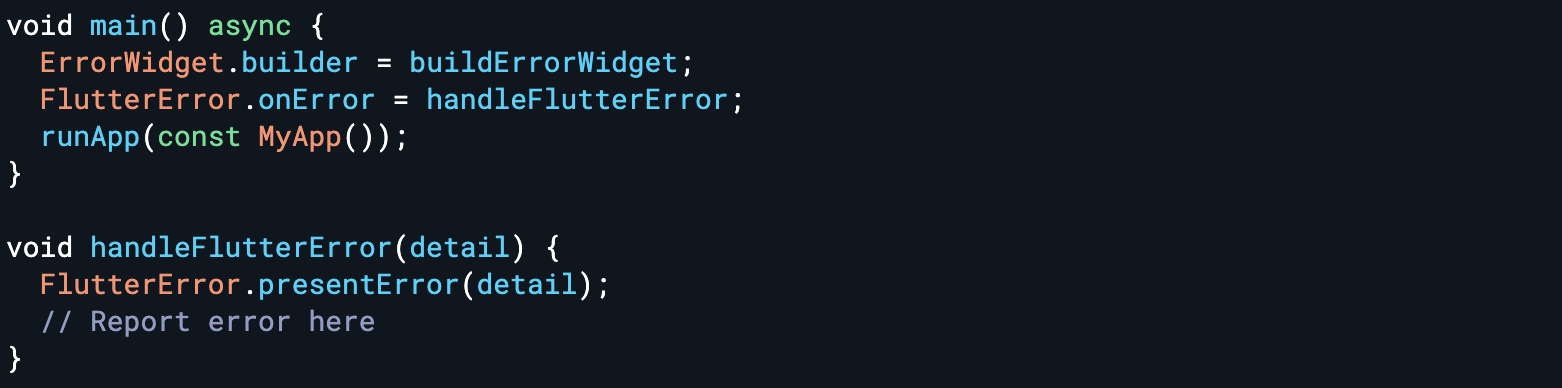 void main() async {
  ErrorWidget.builder = buildErrorWidget;
  FlutterError.onError = handleFlutterError;
  runApp(const MyApp());
}

void handleFlutterError(detail) {
  FlutterError.presentError(detail);
  // Report error here
}